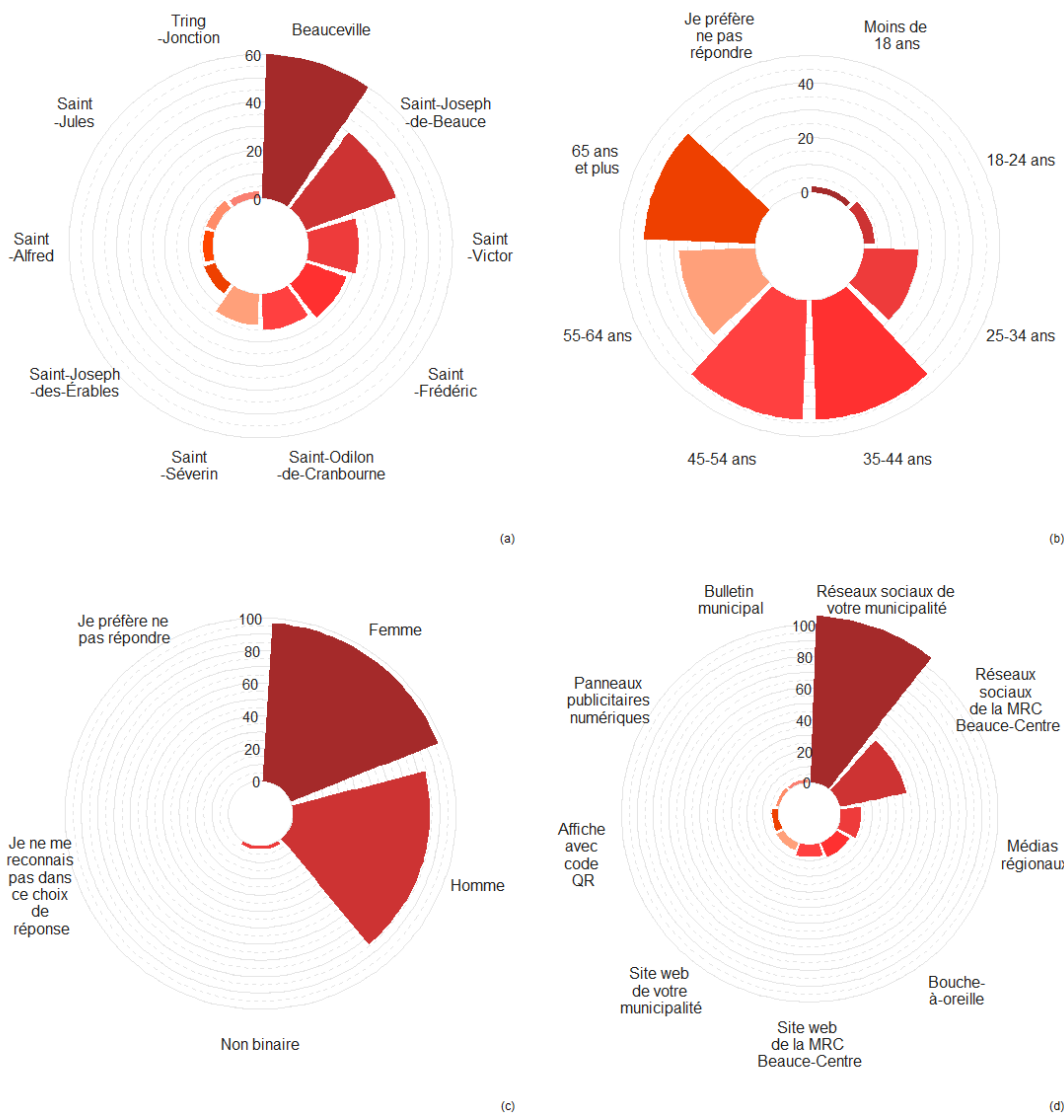 Tring
-Jonction
Beauceville
60
40
20
0
Saint
-Jules
Saint-Joseph
-de-Beauce
Saint
-Alfred
Saint
-Victor
Saint-Joseph
-des-Érables
Saint
-Frédéric
Saint
-Séverin
Saint-Odilon
-de-Cranbourne
(a)
Je préfère
ne pas
répondre
Moins de
18 ans
40
20
0
65 ans
et plus
18-24 ans
55-64 ans
25-34 ans
45-54 ans
35-44 ans
(b)
Je préfère ne
pas répondre
Femme
100
80
60
40
20
0
Je ne me
reconnais
pas dans
ce choix
de
réponse
Homme
Non binaire
(c)
Bulletin
municipal
Réseaux sociaux de
votre municipalité
100
80
60
40
20
0
Panneaux
publicitaires
numériques
Réseaux
sociaux
de la MRC
Beauce-Centre
Affiche
avec
code
QR
Médias
régionaux
Site web
de votre
municipalité
Bouche-
à-oreille
Site web
de la MRC
Beauce-Centre
(d)